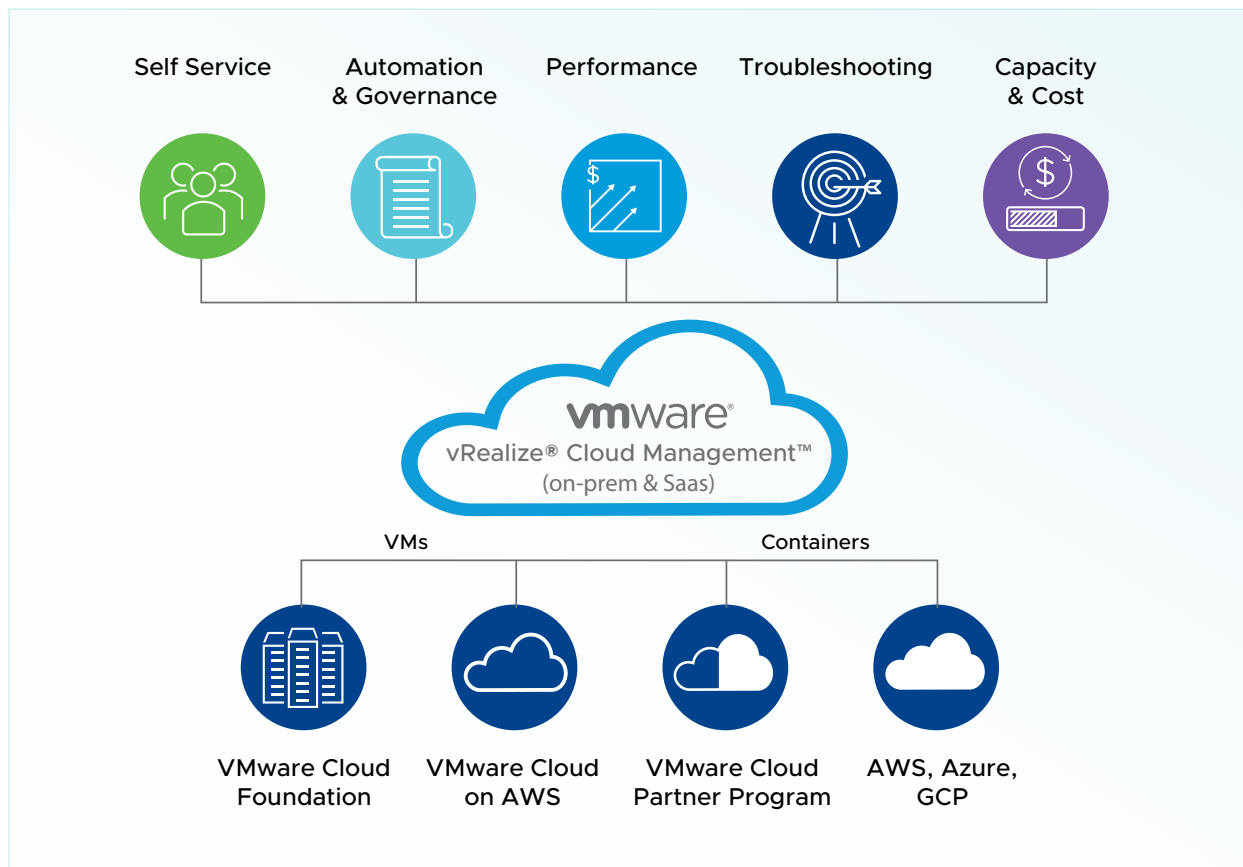 Self Service
Automation
& Governance
Performance
Troubleshooting
Capacity
& Cost
$
$
vmware®
vRealize® Cloud Management™
(on-prem & Saas)
VMs
Containers
VMware Cloud
Foundation
VMware Cloud
on AWS
VMware Cloud
Partner Program
AWS, Azure,
GCP